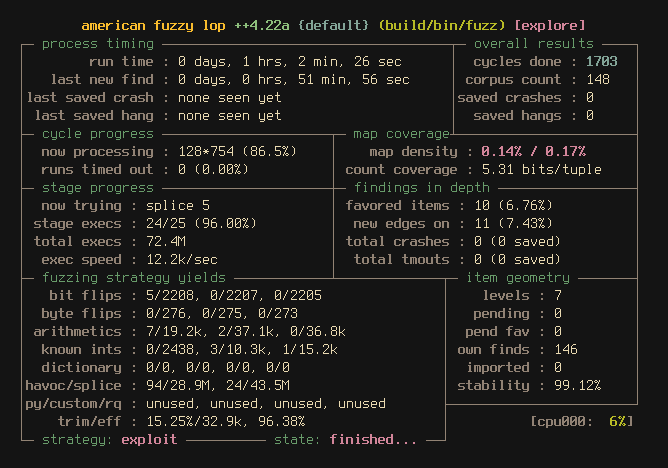 american fuzzy lop ++4.22a {default} (build/bin/fuzz) [explore]
process timing overall results
run time : 0 days, 1 hrs, 2 min, 26 sec cycles done : 1703
last new find : 0 days, 0 hrs, 51 min, 56 sec corpus count : 148
last saved crash : none seen yet saved crashes : 0
last saved hang : none seen yet saved hangs : 0
cycle progress map coverage
now processing : 128*754 (86.5%) map density : 0.14% / 0.17%
runs timed out : 0 (0.00%) count coverage : 5.31 bits/tuple
stage progress findings in depth
now trying : splice 5 favored items : 10 (6.76%)
stage execs : 24/25 (96.00%) new edges on : 11 (7.43%)
total execs : 72.4M total crashes : 0 (0 saved)
exec speed : 12.2k/sec total tmouts : 0 (0 saved)
fuzzing strategy yields item geometry
bit flips : 5/2208, 0/2207, 0/2205 levels : 7
byte flips : 0/276, 0/275, 0/273 pending : 0
arithmetics : 7/19.2k, 2/37.1k, 0/36.8k pend fav : 0
known ints : 0/2438, 3/10.3k, 1/15.2k own finds : 146
dictionary : 0/0, 0/0, 0/0, 0/0 imported : 0
havoc/splice : 94/28.9M, 24/43.5M stability : 99.12%
py/custom/rq : unused, unused, unused, unused
trim/eff : 15.25%/32.9k, 96.38% [cpu000: 6%]
strategy: exploit state: finished...